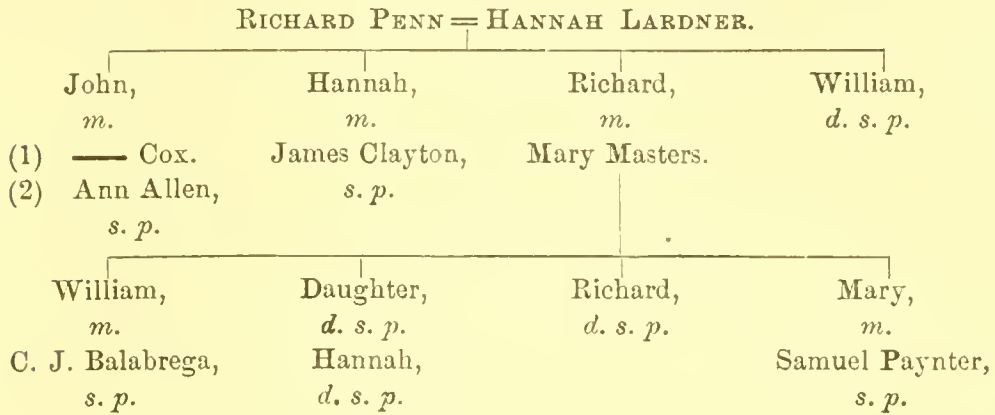 RICHARD PENN = HANNAH LARDNER.
John, Hannah, Richard, William,
m. m. m. d. s. p.
(1) —— Cox. James Clayton, Mary Masters.
(2) Ann Allen, s. p.
s. p.
William, Daughter, Richard, Mary,
m. d. s. p. d. s. p. m.
C. J. Balabrega, Hannah, Samuel Paynter,
s. p. d. s. p. s. p.